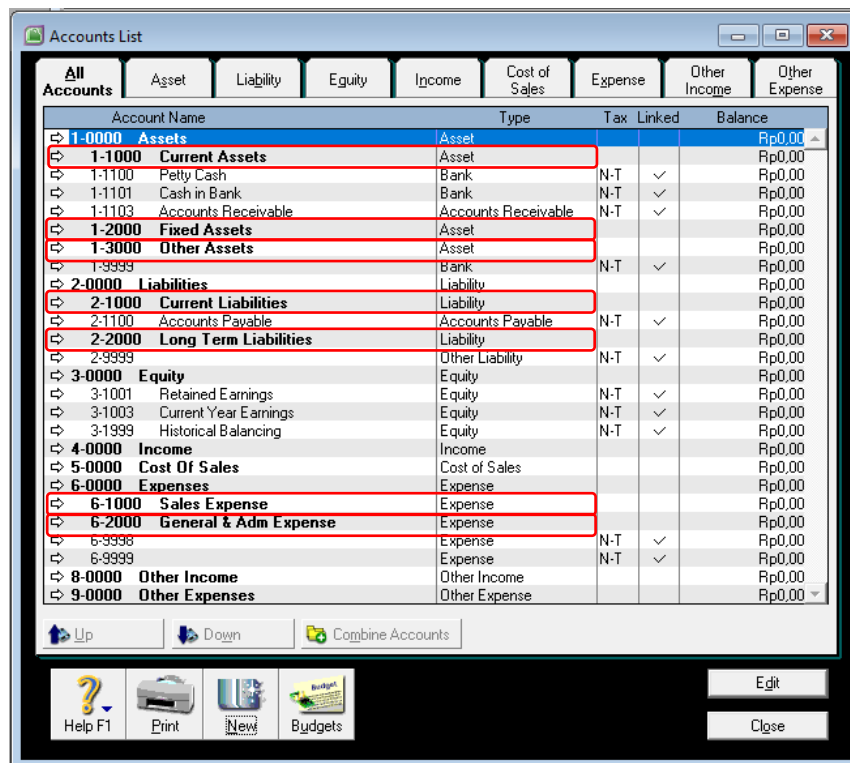 Accounts List
All Accounts Asset Liability Equity Income Cost of Sales Expense Other Income Other Expense
Account Name Type Tax Linked Balance
1-0000 Assets Asset Rp0,00
1-1000 Current Assets Asset Rp0,00
1-1100 Petty Cash Bank N-T Rp0,00
1-1101 Cash in Bank Bank N-T Rp0,00
1-1103 Accounts Receivable Accounts Receivable N-T Rp0,00
1-2000 Fixed Assets Asset Rp0,00
1-3000 Other Assets Asset Rp0,00
1-9999 Bank N-T Rp0,00
2-0000 Liabilities Liability Rp0,00
2-1000 Current Liabilities Liability Rp0,00
2-1100 Accounts Payable Accounts Payable N-T Rp0,00
2-2000 Long Term Liabilities Liability Rp0,00
2-9999 Other Liability N-T Rp0,00
3-0000 Equity Equity Rp0,00
3-1001 Retained Earnings Equity N-T Rp0,00
3-1003 Current Year Earnings Equity N-T Rp0,00
3-1999 Historical Balancing Equity N-T Rp0,00
4-0000 Income Income Rp0,00
5-0000 Cost Of Sales Cost of Sales Rp0,00
6-0000 Expenses Expense Rp0,00
6-1000 Sales Expense Expense Rp0,00
6-2000 General & Adm Expense Expense Rp0,00
6-9998 Expense N-T Rp0,00
6-9999 Expense N-T Rp0,00
8-0000 Other Income Other Income Rp0,00
9-0000 Other Expenses Other Expense Rp0,00
Up Down Combine Accounts
Budget
Help F1 Print New Budgets
Edit
Close